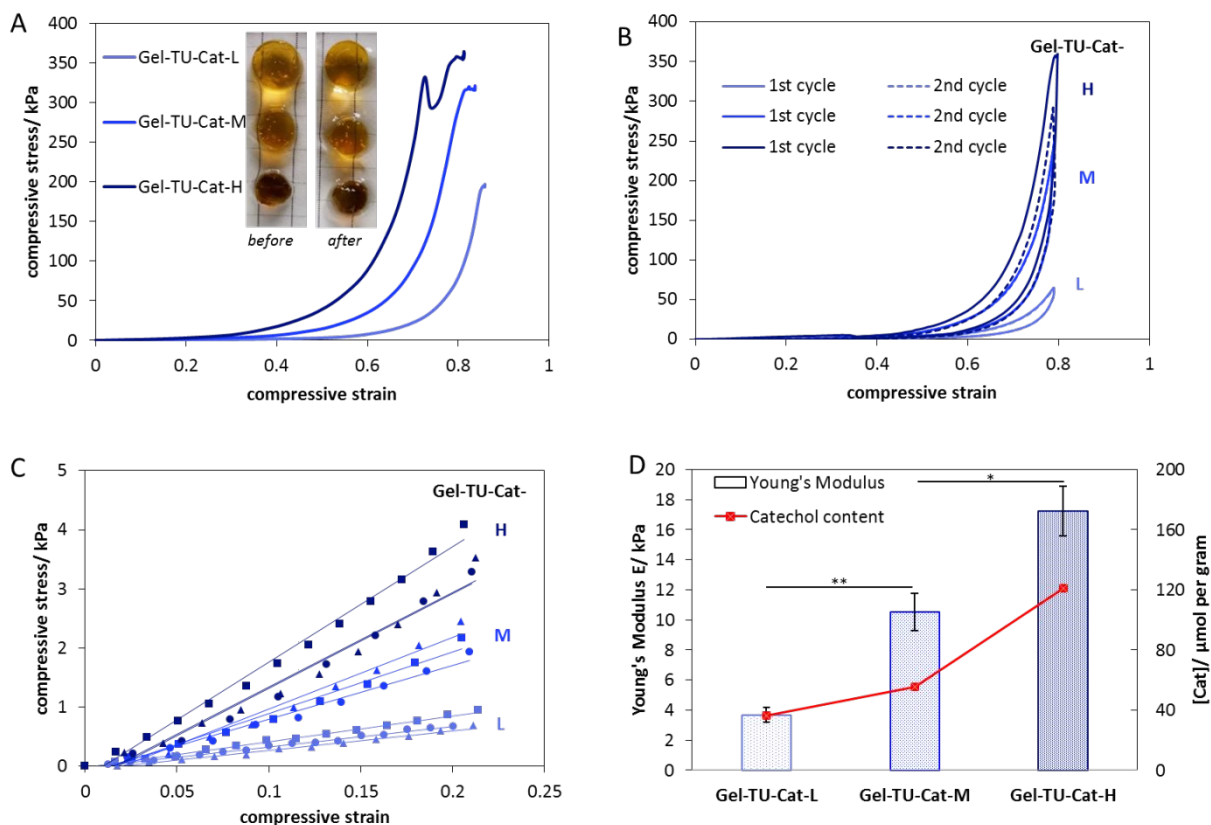 A
400
350
300
250
200
150
100
50
0
compressive stress/ kPa
Gel-TU-Cat-L
Gel-TU-Cat-M
Gel-TU-Cat-H
before
after
0 0.2 0.4 0.6 0.8 1
compressive strain
B
400
350
300
250
200
150
100
50
0
compressive stress/kPa
Gel-TU-Cat-
1st cycle 2nd cycle
1st cycle 2nd cycle
1st cycle 2nd cycle
H
M
L
0 0.2 0.4 0.6 0.8 1
compressive strain
C
5
4
3
2
1
0
compressive stress/ kPa
Gel-TU-Cat-
H
M
L
0 0.05 0.1 0.15 0.2 0.25
compressive strain
D
20
18
16
14
12
10
8
6
4
2
0
Young's Modulus E/ kPa
Young's Modulus
Catechol content
**
*
200
160
120
80
40
0
[Cat]/ µmol per gram
Gel-TU-Cat-L Gel-TU-Cat-M Gel-TU-Cat-H